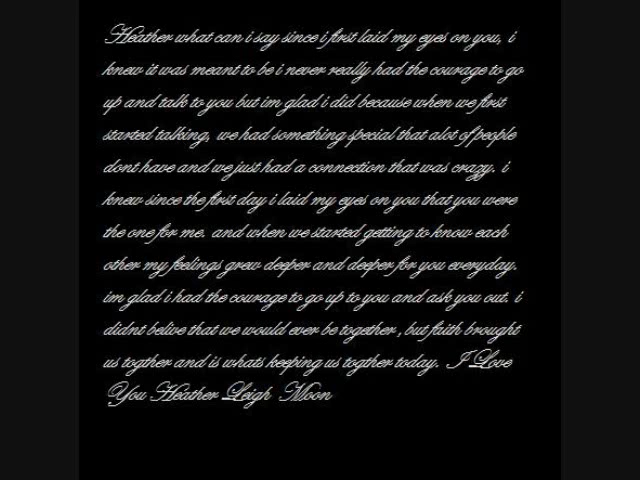 Heather what can i say since i first laid my eyes on you, i
knew it was meant to be i never really had the courage to go
up and talk to you but im glad i did because when we first
started talking, we had something special that alot of people
dont have and we just had a connection that was crazy. i
knew since the first day i laid my eyes on you that you were
the one for me. and when we started getting to know each
other my feelings grew deeper and deeper for you everyday.
im glad i had the courage to go up to you and ask you out. i
didnt belive that we would ever be together , but faith brought
us togther and is whats keeping us togther today. I Love
You Heather Leigh Moon